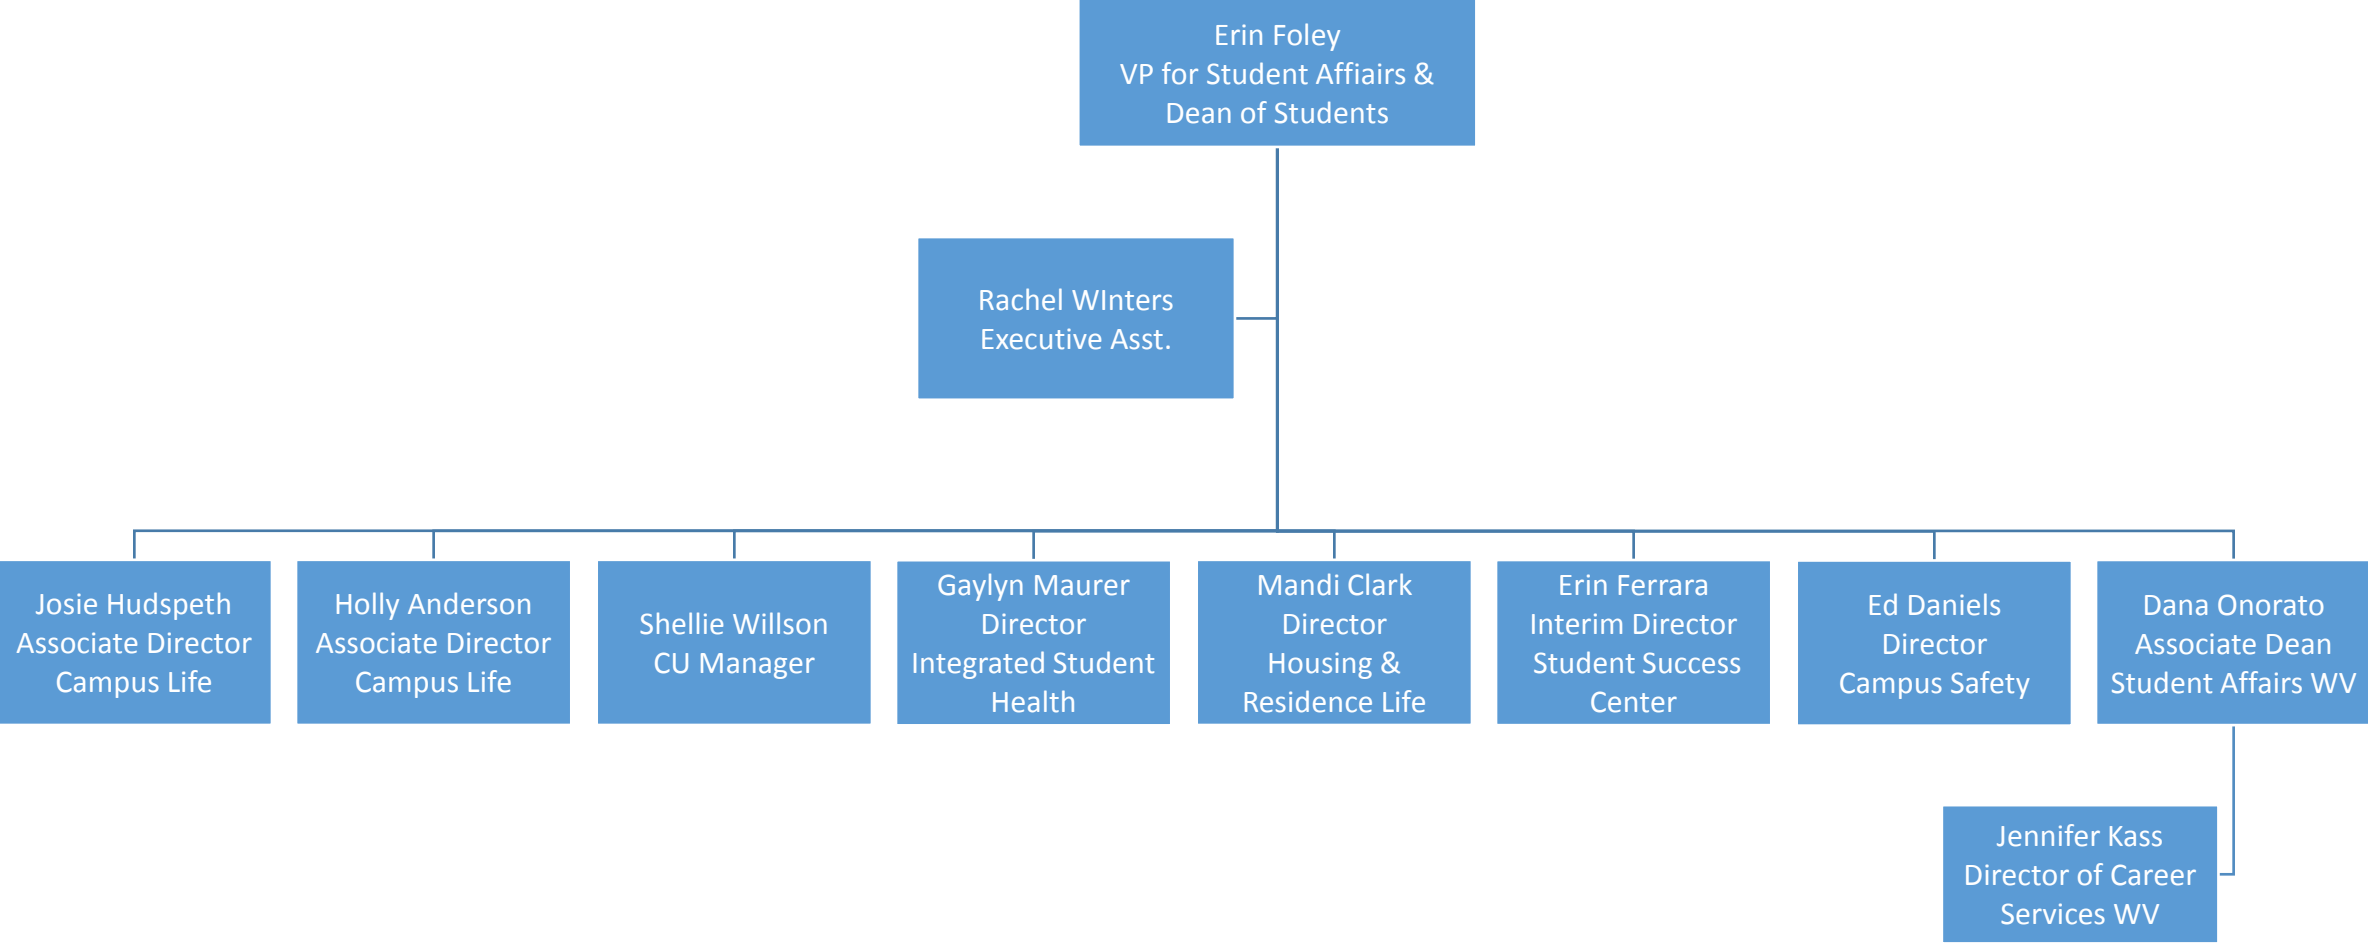 Erin Foley
VP for Student Affiairs &
Dean of Students
Rachel WInters
Executive Asst.
Josie Hudspeth
Associate Director
Campus Life
Holly Anderson
Associate Director
Campus Life
Shellie Willson
CU Manager
Gaylyn Maurer
Director
Integrated Student
Health
Mandi Clark
Director
Housing &
Residence Life
Erin Ferrara
Interim Director
Student Success
Center
Ed Daniels
Director
Campus Safety
Dana Onorato
Associate Dean
Student Affairs WV
Jennifer Kass
Director of Career
Services WV